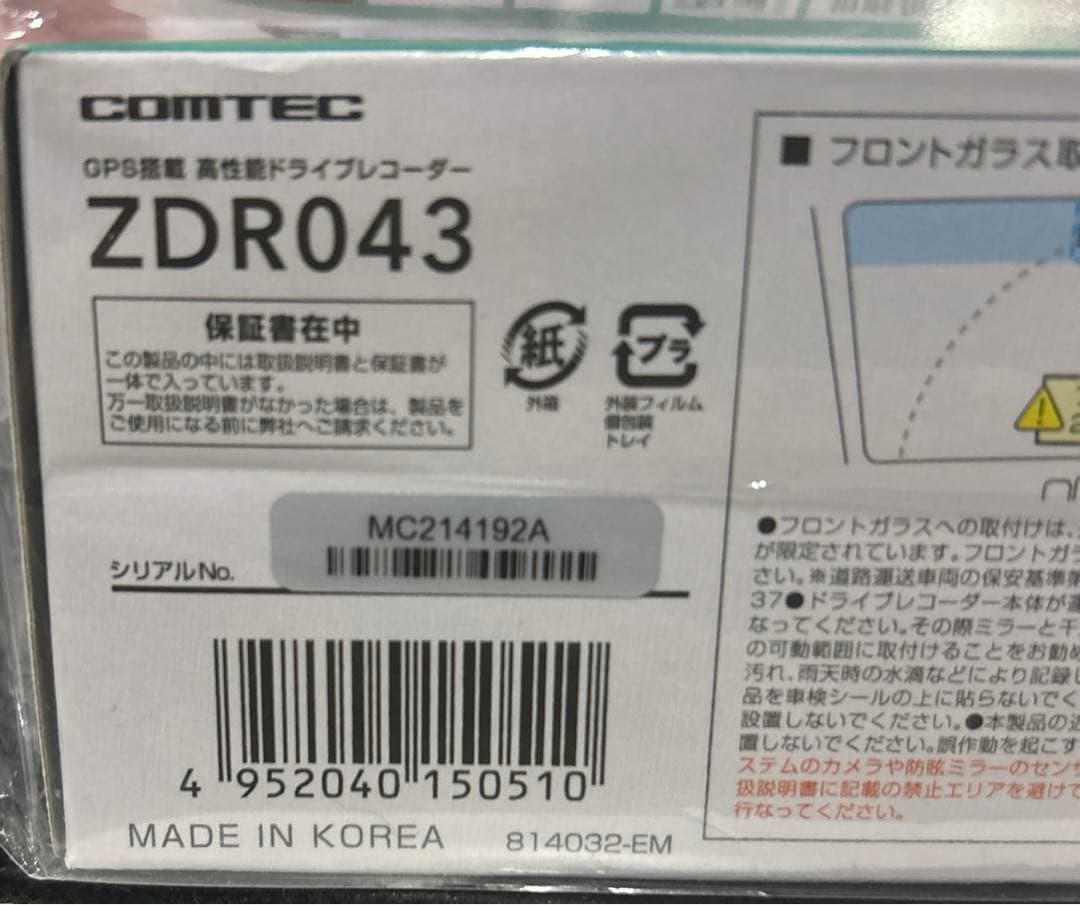 COMTEC
GPS搭載 高性能ドライブレコーダー
ZDR043
保証書在中
この製品の中には取扱説明書と保証書が
一体で入っています。
万一取扱説明書がなかった場合は、製品を
ご使用になる前に弊社へご請求ください。
紙
外箱
プラ
外装フィルム
個包装
トレイ
MC214192A
シリアルNo.
4 952040 150510
MADE IN KOREA
814032-EM
■ フロントガラス取
●フロントガラスへの取付けは、
が限定されています。フロントガラ
さい。※道路運送車両の保安基準第
37●ドライブレコーダー本体が運
なってください。その際ミラーと干
の可動範囲に取付けることをお勧め
汚れ、雨天時の水滴などにより記録し
品を車検シールの上に貼らないでく
設置しないでください。●本製品の近
置しないでください。誤作動を起こす
ステムのカメラや防眩ミラーのセンサ
扱説明書に記載の禁止エリアを避けて
行なってください。